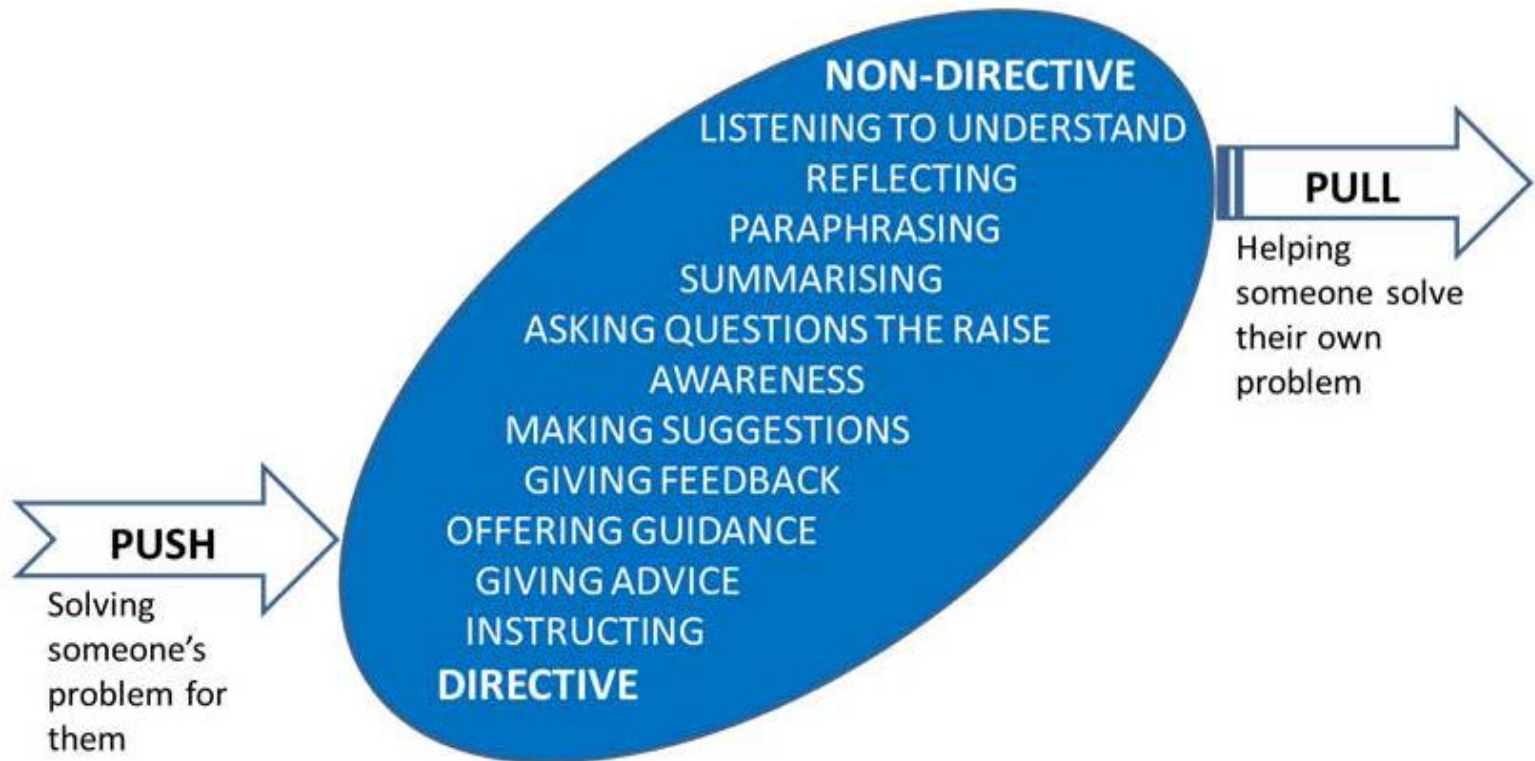 NON-DIRECTIVE
LISTENING TO UNDERSTAND
REFLECTING
PARAPHRASING
SUMMARISING
ASKING QUESTIONS THE RAISE
AWARENESS
MAKING SUGGESTIONS
GIVING FEEDBACK
OFFERING GUIDANCE
GIVING ADVICE
INSTRUCTING
DIRECTIVE
PUSH
Solving
someone's
problem for
them
PULL
Helping
someone solve
their own
problem